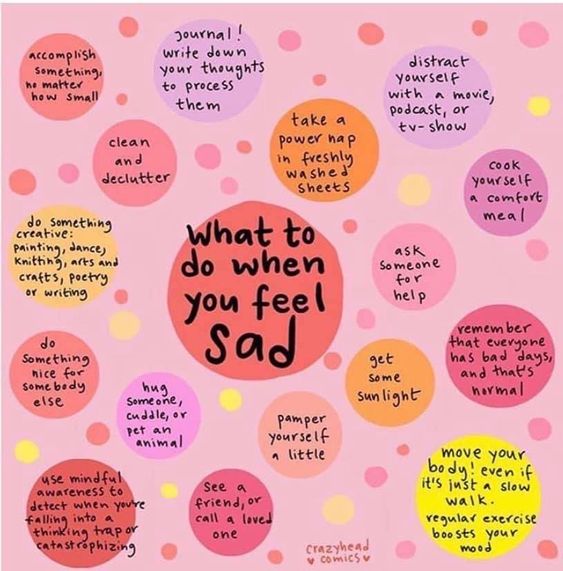 accomplish
something,
no matter
how small
Journal!
write down
your thoughts
to process
them
distract
yourself
with a movie,
podcast, or
tv-show
clean
and
declutter
take a
power nap
in freshly
washed
sheets
cook
yourself
a comfort
meal
do something
creative:
painting, dance,
knitting, arts and
crafts, poetry
or writing
What to
do when
you feel
sad
ask
someone
for
help
do
something
nice for
somebody
else
hug
someone,
cuddle, or
pet an
animal
get
some
sunlight
remember
that everyone
has bad days,
and that's
normal
pamper
yourself
a little
use mindful
awareness to
detect when you're
falling into a
thinking trap or
catastrophizing
see a
friend, or
call a loved
one
move your
body! even if
it's just a slow
walk.
regular exercise
boosts your
mood
crazyhead
♥ comics ♥